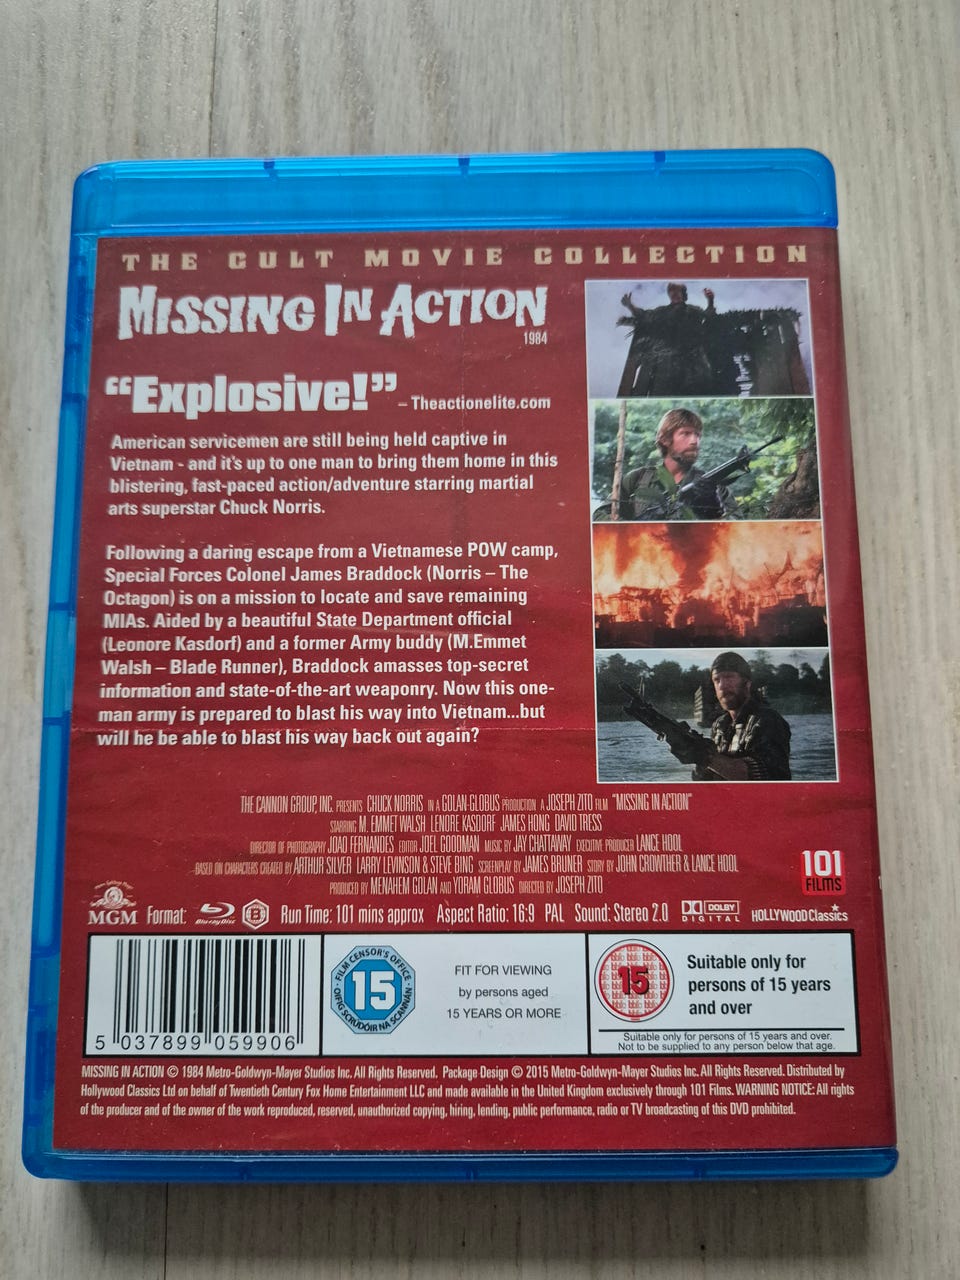 THE CULT MOVIE COLLECTION
MISSING IN ACTION
1984
“Explosive!” – Theactionelite.com
American servicemen are still being held captive in
Vietnam - and it's up to one man to bring them home in this
blistering, fast-paced action/adventure starring martial
arts superstar Chuck Norris.
Following a daring escape from a Vietnamese POW camp,
Special Forces Colonel James Braddock (Norris – The
Octagon) is on a mission to locate and save remaining
MIAs. Aided by a beautiful State Department official
(Leonore Kasdorf) and a former Army buddy (M.Emmet
Walsh – Blade Runner), Braddock amasses top-secret
information and state-of-the-art weaponry. Now this one-
man army is prepared to blast his way into Vietnam...but
will he be able to blast his way back out again?
THE CANNON GROUP, INC. PRESENTS CHUCK NORRIS IN A GOLAN-GLOBUS PRODUCTION A JOSEPH ZITO FILM "MISSING IN ACTION"
STARRING M. EMMET WALSH LENORE KASDORF JAMES HONG DAVID TRESS
DIRECTOR OF PHOTOGRAPHY JOAO FERNANDES EDITOR JOEL GOODMAN MUSIC BY JAY CHATTAWAY EXECUTIVE PRODUCER LANCE HOOL
BASED ON CHARACTERS CREATED BY ARTHUR SILVER LARRY LEVINSON & STEVE BING SCREENPLAY BY JAMES BRUNER STORY BY JOHN CROWTHER & LANCE HOOL
PRODUCED BY MENAHEM GOLAN AND YORAM GLOBUS DIRECTED BY JOSEPH ZITO
101
FILMS
MGM Format: Blu-ray Disc B Run Time: 101 mins approx Aspect Ratio: 16:9 PAL Sound: Stereo 2.0 DOLBY DIGITAL HOLLYWOOD Classics
5 037899 059906
FILM CENSOR'S OFFICE
15
OIFIG SCRÚDÓIR NA SCANNÁN
FIT FOR VIEWING
by persons aged
15 YEARS OR MORE
15
Suitable only for
persons of 15 years
and over
Suitable only for persons of 15 years and over.
Not to be supplied to any person below that age.
MISSING IN ACTION © 1984 Metro-Goldwyn-Mayer Studios Inc. All Rights Reserved. Package Design © 2015 Metro-Goldwyn-Mayer Studios Inc. All Rights Reserved. Distributed by
Hollywood Classics Ltd on behalf of Twentieth Century Fox Home Entertainment LLC and made available in the United Kingdom exclusively through 101 Films. WARNING NOTICE: All rights
of the producer and of the owner of the work reproduced, reserved, unauthorized copying, hiring, lending, public performance, radio or TV broadcasting of this DVD prohibited.